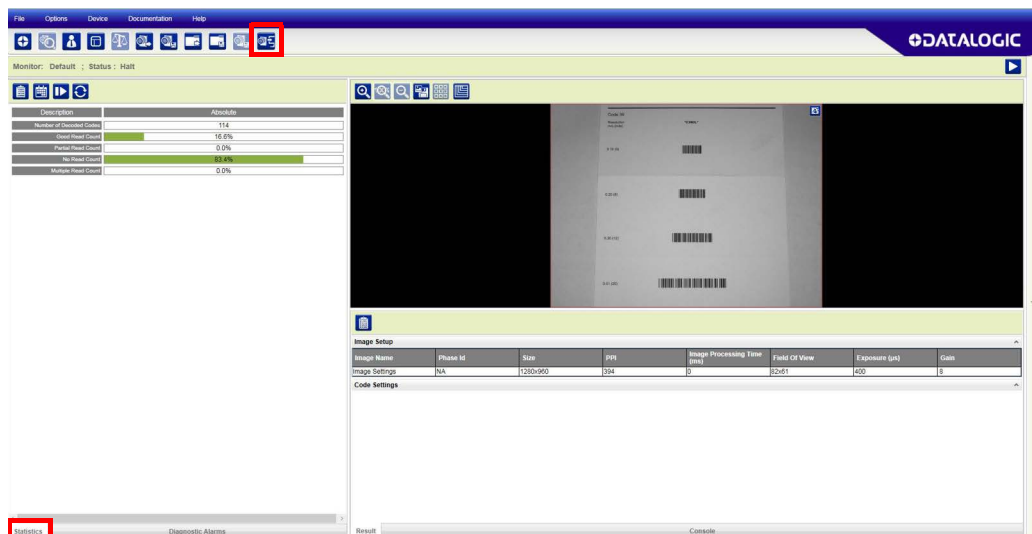 File Options Device Documentation Help
DATALOGIC
Monitor: Default ; Status : Halt
Description Absolute
Number of Decoded Codes 114
Good Read Count 16.6%
Partial Read Count 0.0%
No Read Count 83.4%
Multiple Read Count 0.0%
Code 39
Image Setup
Image Name Phase Id Size PPI Image Processing Time (ms) Field Of View Exposure (µs) Gain
Image Settings NA 1280x960 394 0 82x61 400 8
Code Settings
Statistics Diagnostic Alarms Result Console